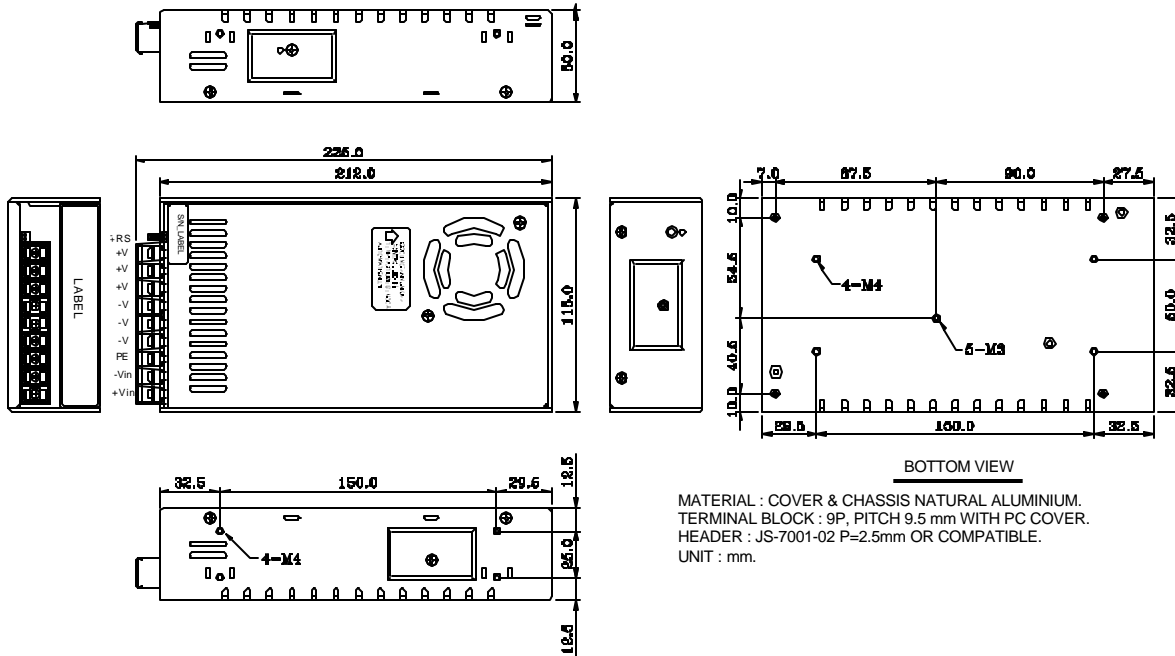 50.0
225.0
212.0
7.0 67.5 90.0 27.5
10.0
32.5
S/N LABEL
+RS
+V
+V
+V
-V
-V
-V
PE
-Vin
+Vin
LABEL
115.0
54.5
4-M4
50.0
5-M3
40.5
32.5
10.0
29.5 150.0 32.5
BOTTOM VIEW
32.5 150.0 29.5
12.5
4-M4
25.0
12.5
MATERIAL : COVER & CHASSIS NATURAL ALUMINIUM.
TERMINAL BLOCK : 9P, PITCH 9.5 mm WITH PC COVER.
HEADER : JS-7001-02 P=2.5mm OR COMPATIBLE.
UNIT : mm.